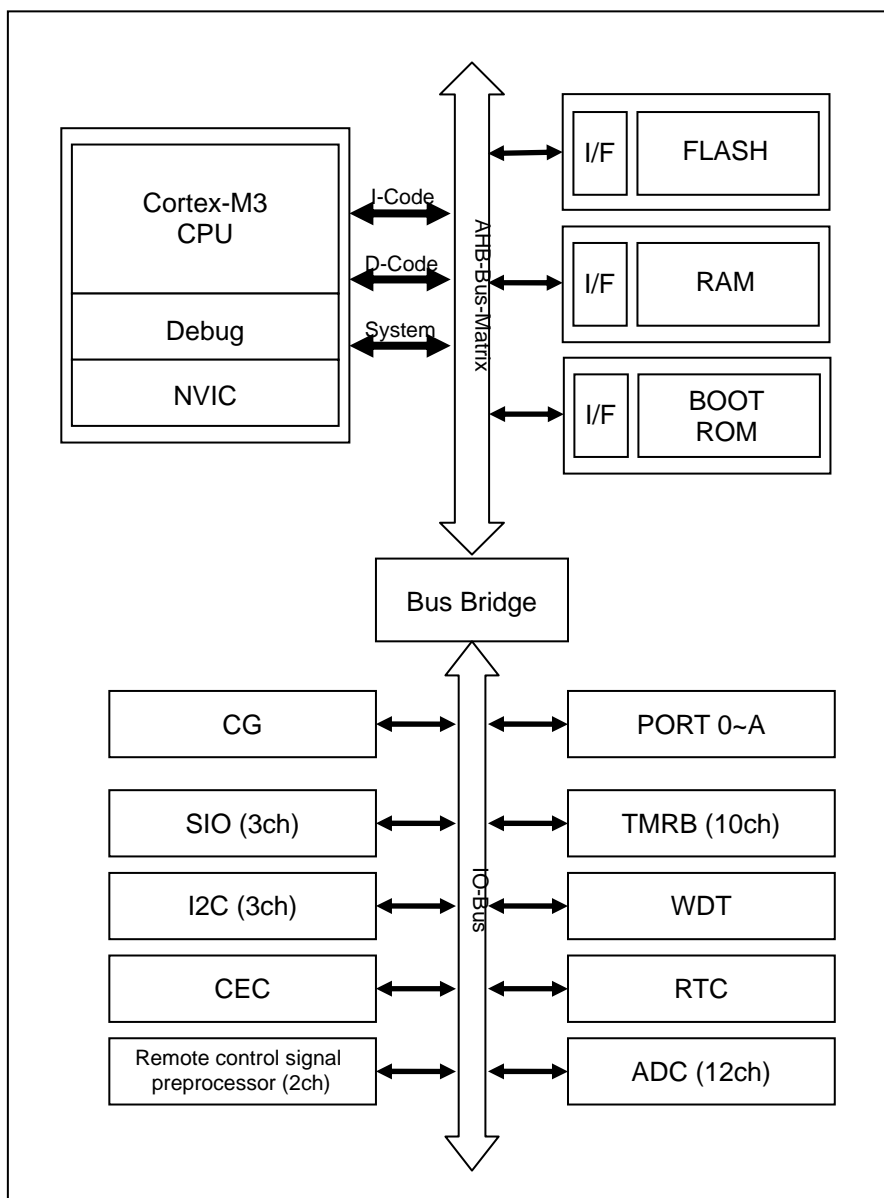 Cortex-M3
CPU
Debug
NVIC
I-Code
D-Code
System
AHB-Bus-Matrix
I/F
FLASH
I/F
RAM
I/F
BOOT
ROM
Bus Bridge
CG
PORT 0~A
SIO (3ch)
TMRB (10ch)
IO-Bus
I2C (3ch)
WDT
CEC
RTC
Remote control signal
preprocessor (2ch)
ADC (12ch)